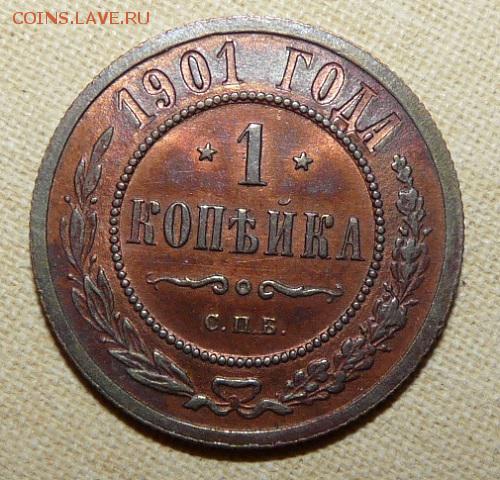 COINS.LAVE.RU
1901 ГОДА
* 1 *
КОПѢЙКА
С.П.Б.